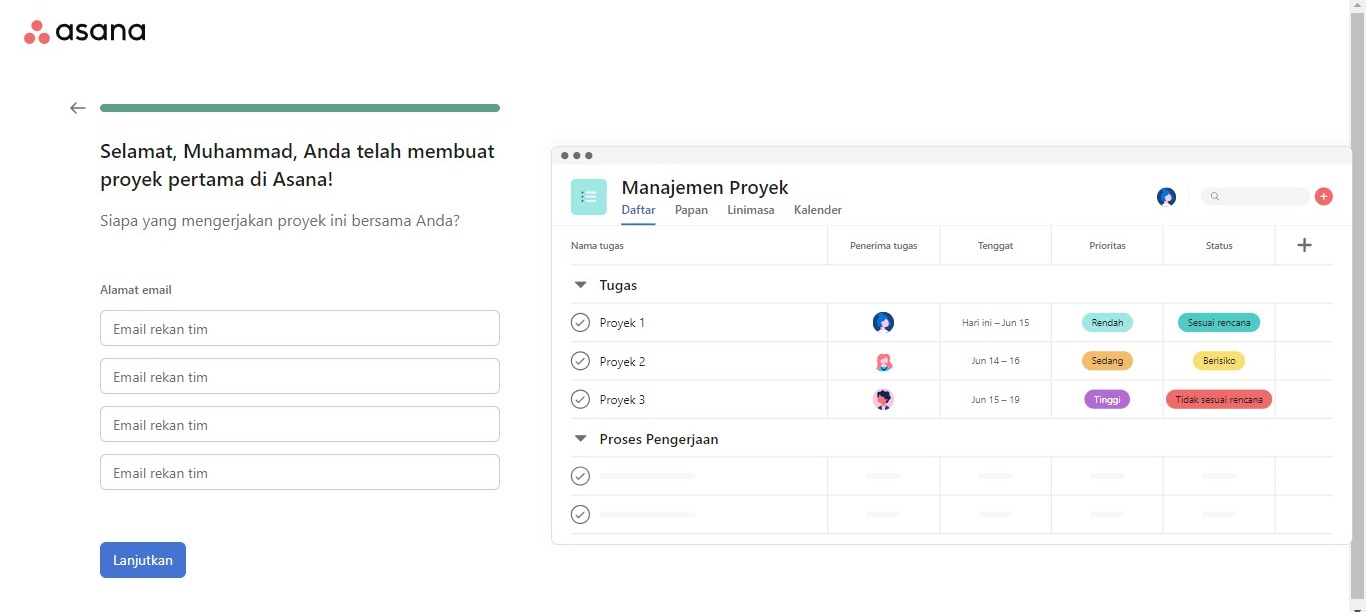 asana
Selamat, Muhammad, Anda telah membuat
proyek pertama di Asana!
Siapa yang mengerjakan proyek ini bersama Anda?
Alamat email
Email rekan tim
Email rekan tim
Email rekan tim
Email rekan tim
Lanjutkan
Manajemen Proyek
Daftar Papan Linimasa Kalender
Nama tugas Penerima tugas Tenggat Prioritas Status
Tugas
Proyek 1 Hari ini – Jun 15 Rendah Sesuai rencana
Proyek 2 Jun 14 – 16 Sedang Berisiko
Proyek 3 Jun 15 – 19 Tinggi Tidak sesuai rencana
Proses Pengerjaan